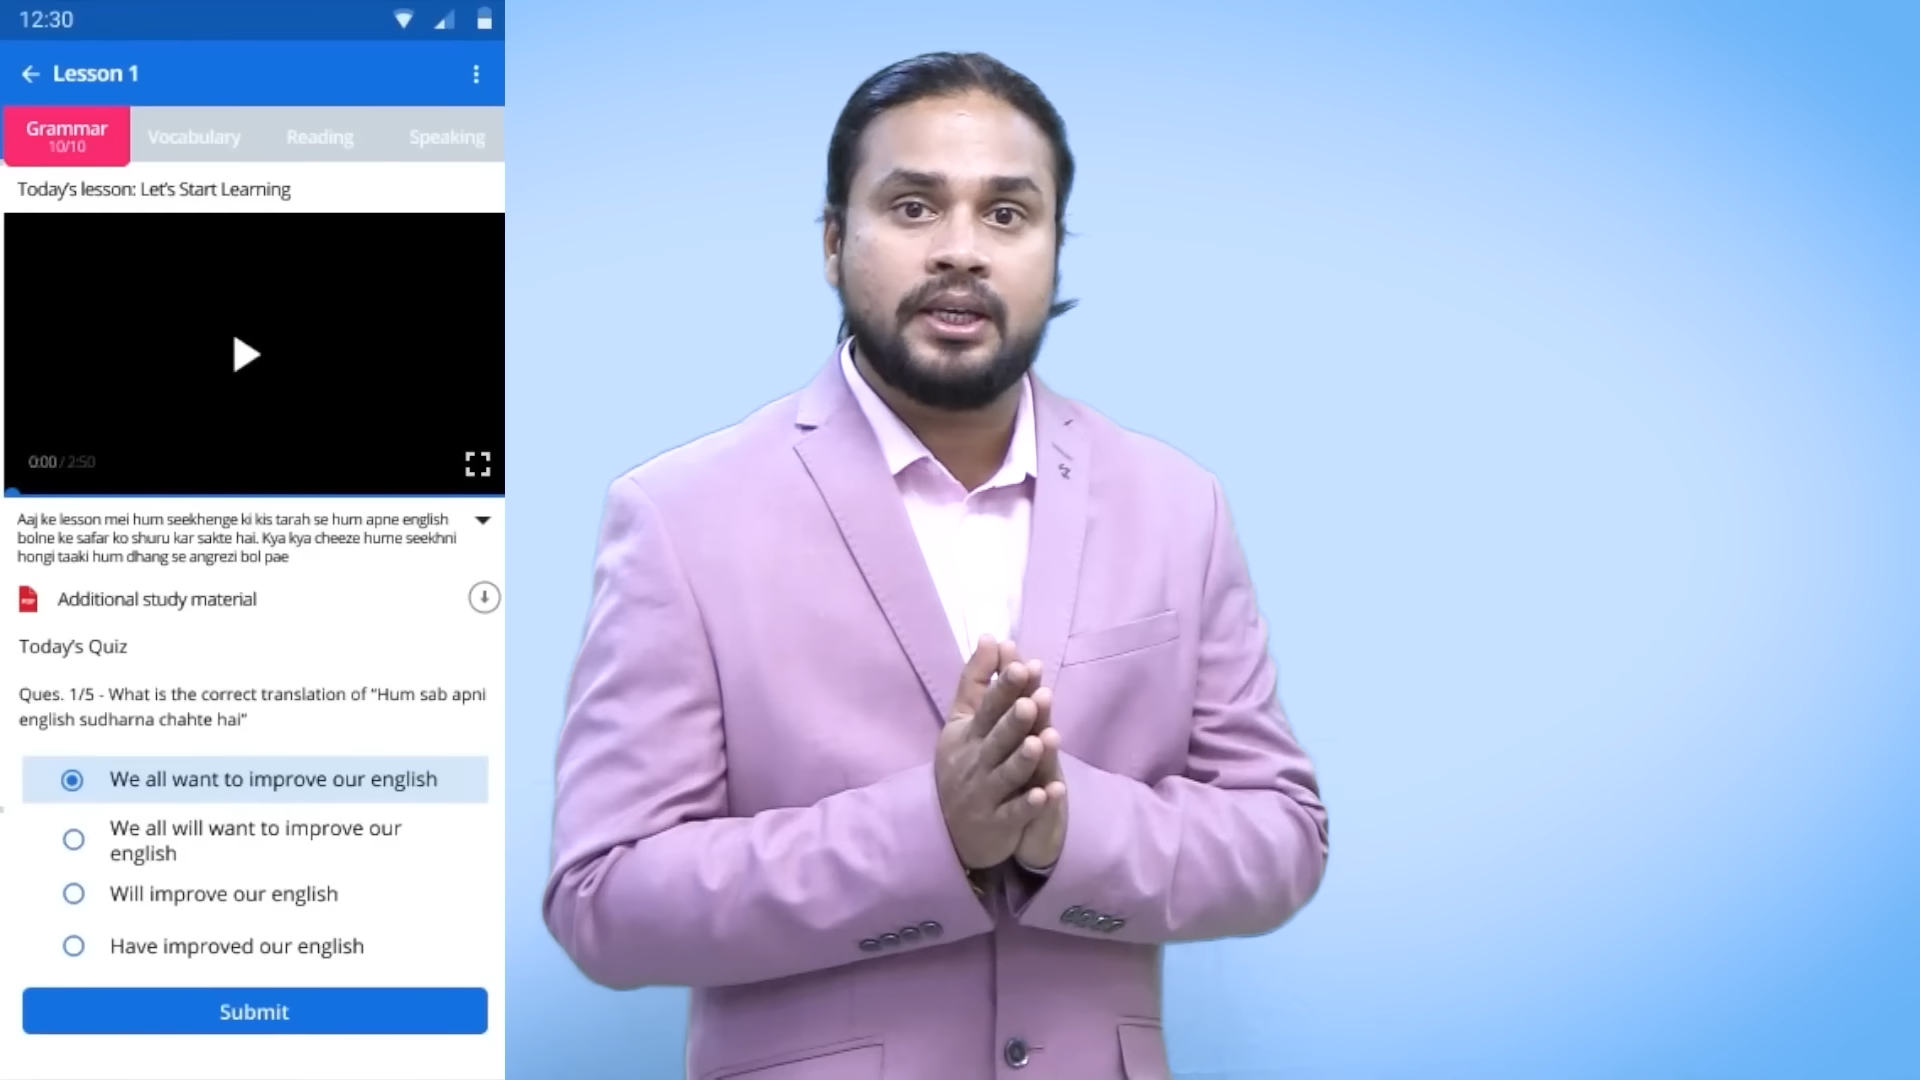 12:30
Lesson 1
Grammar
10/10
Vocabulary
Reading
Speaking
Today's lesson: Let's Start Learning
0:00 / 2:50
Aaj ke lesson mei hum seekhenge ki kis tarah se hum apne english
bolne ke safar ko shuru kar sakte hai. Kya kya cheeze hume seekhni
hongi taaki hum dhang se angrezi bol pae
PDF
Additional study material
Today's Quiz
Ques. 1/5 - What is the correct translation of "Hum sab apni
english sudharna chahte hai"
We all want to improve our english
We all will want to improve our
english
Will improve our english
Have improved our english
Submit